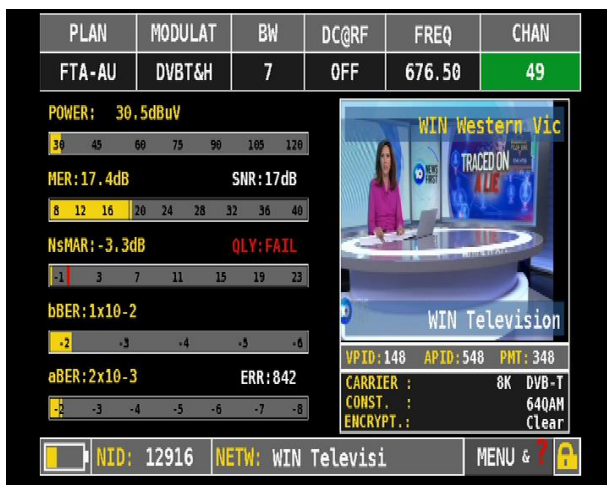 PLAN MODULAT BW DC@RF FREQ CHAN
FTA-AU DVBT&H 7 OFF 676.50 49
POWER: 30.5dBuV
30 45 60 75 90 105 120
MER:17.4dB SNR:17dB
8 12 16 20 24 28 32 36 40
NsMAR:-3.3dB QLY:FAIL
-1 3 7 11 15 19 23
bBER:1x10-2
-2 -3 -4 -5 -6
aBER:2x10-3 ERR:842
-2 -3 -4 -5 -6 -7 -8
WIN Western Vic
10 NEWS FIRST
TRACED ON
A LIE
WIN Television
VPID:148 APID:548 PMT:348
CARRIER : 8K DVB-T
CONST. : 64QAM
ENCRYPT.: Clear
NID: 12916 NETW: WIN Televisi MENU & ?